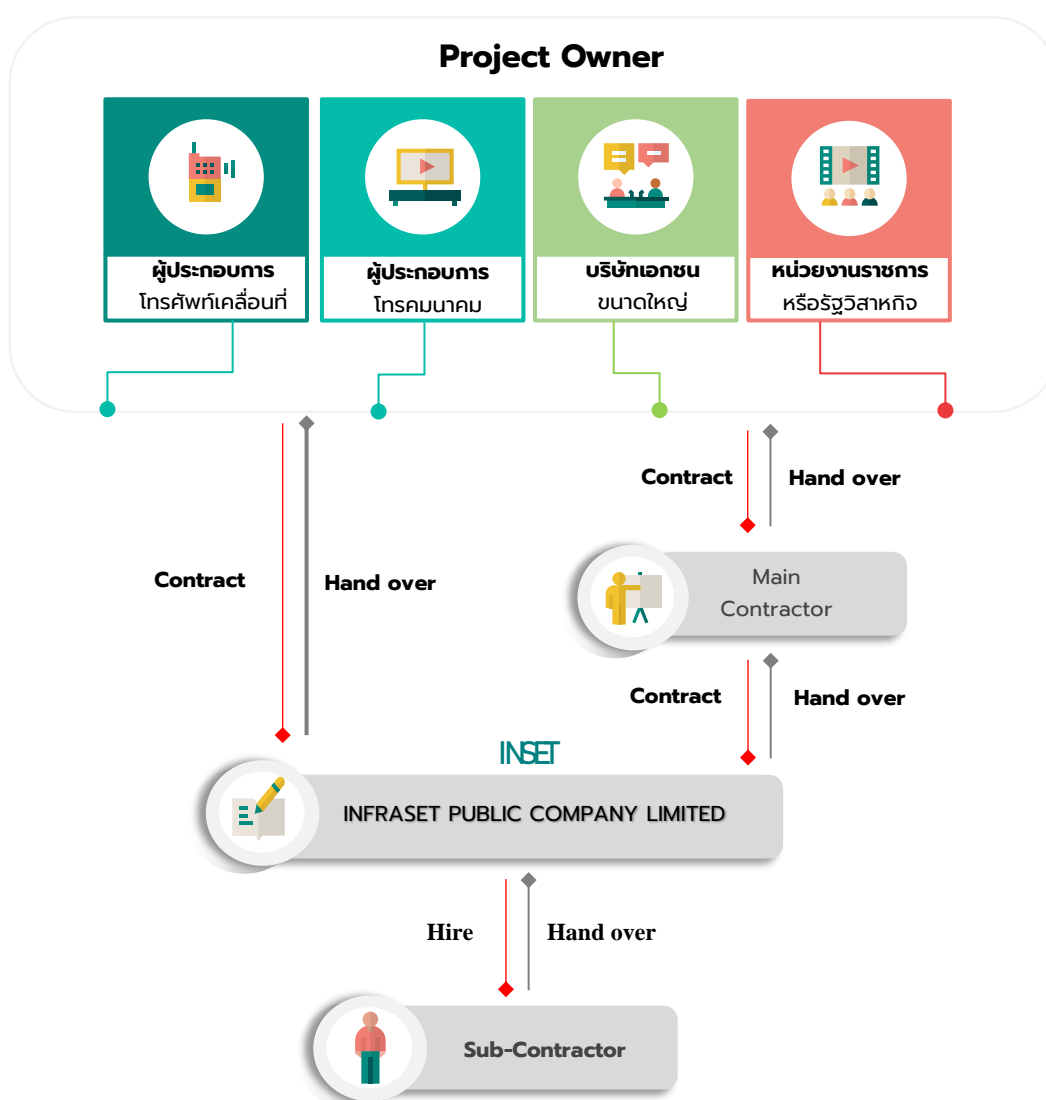 Project Owner
ผู้ประกอบการ
โทรศัพท์เคลื่อนที่
ผู้ประกอบการ
โทรคมนาคม
บริษัทเอกชน
ขนาดใหญ่
หน่วยงานราชการ
หรือรัฐวิสาหกิจ
Contract
Hand over
Contract
Hand over
Main
Contractor
Contract
Hand over
INSET
INFRASET PUBLIC COMPANY LIMITED
Hire
Hand over
Sub-Contractor